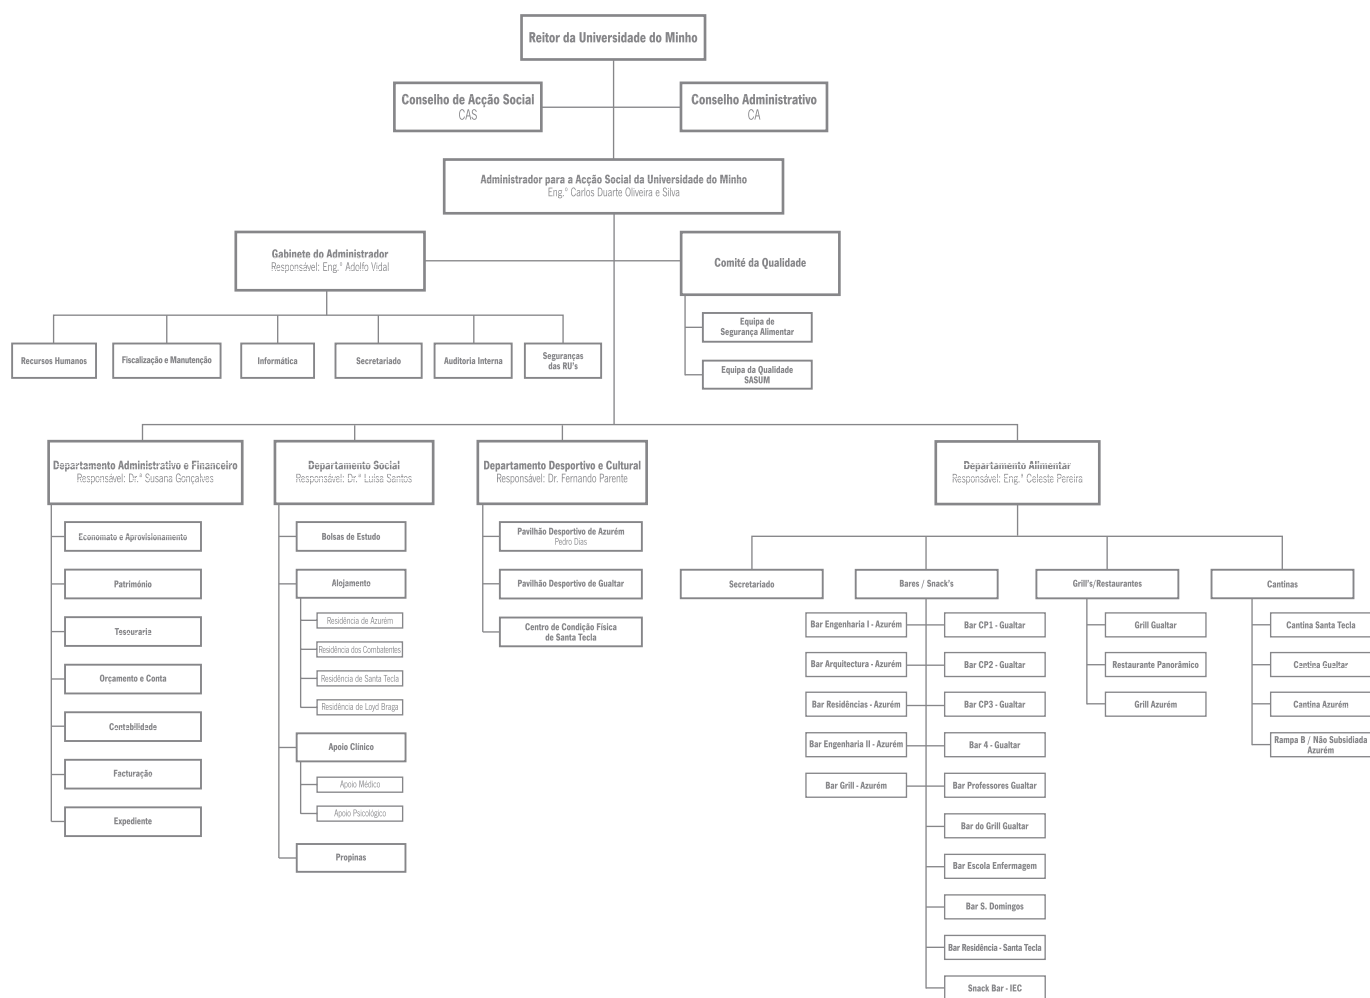 Reitor da Universidade do Minho
Conselho de Acção Social
CAS
Conselho Administrativo
CA
Administrador para a Acção Social da Universidade do Minho
Eng.º Carlos Duarte Oliveira e Silva
Gabinete do Administrador
Responsável: Eng.º Adolfo Vidal
Comité da Qualidade
Equipa de
Segurança Alimentar
Equipa da Qualidade
SASUM
Recursos Humanos
Fiscalização e Manutenção
Informática
Secretariado
Auditoria Interna
Seguranças
das RU's
Departamento Administrativo e Financeiro
Responsável: Dr.ª Susana Gonçalves
Economato e Aprovisionamento
Património
Tesouraria
Orçamento e Conta
Contabilidade
Facturação
Expediente
Departamento Social
Responsável: Dr.ª Luísa Santos
Bolsas de Estudo
Alojamento
Residência de Azurém
Residência dos Combatentes
Residência de Santa Tecla
Residência de Loyd Braga
Apoio Clínico
Apoio Médico
Apoio Psicológico
Propinas
Departamento Desportivo e Cultural
Responsável: Dr. Fernando Parente
Pavilhão Desportivo de Azurém
Pedro Dias
Pavilhão Desportivo de Gualtar
Centro de Condição Física
de Santa Tecla
Departamento Alimentar
Responsável: Eng.ª Celeste Pereira
Secretariado
Bares / Snack's
Bar Engenharia I - Azurém
Bar Arquitectura - Azurém
Bar Residências - Azurém
Bar Engenharia II - Azurém
Bar Grill - Azurém
Bar CP1 - Gualtar
Bar CP2 - Gualtar
Bar CP3 - Gualtar
Bar 4 - Gualtar
Bar Professores Gualtar
Bar do Grill Gualtar
Bar Escola Enfermagem
Bar S. Domingos
Bar Residência - Santa Tecla
Snack Bar - IEC
Grill's/Restaurantes
Grill Gualtar
Restaurante Panorâmico
Grill Azurém
Cantinas
Cantina Santa Tecla
Cantina Gualtar
Cantina Azurém
Rampa B / Não Subsidiada
Azurém